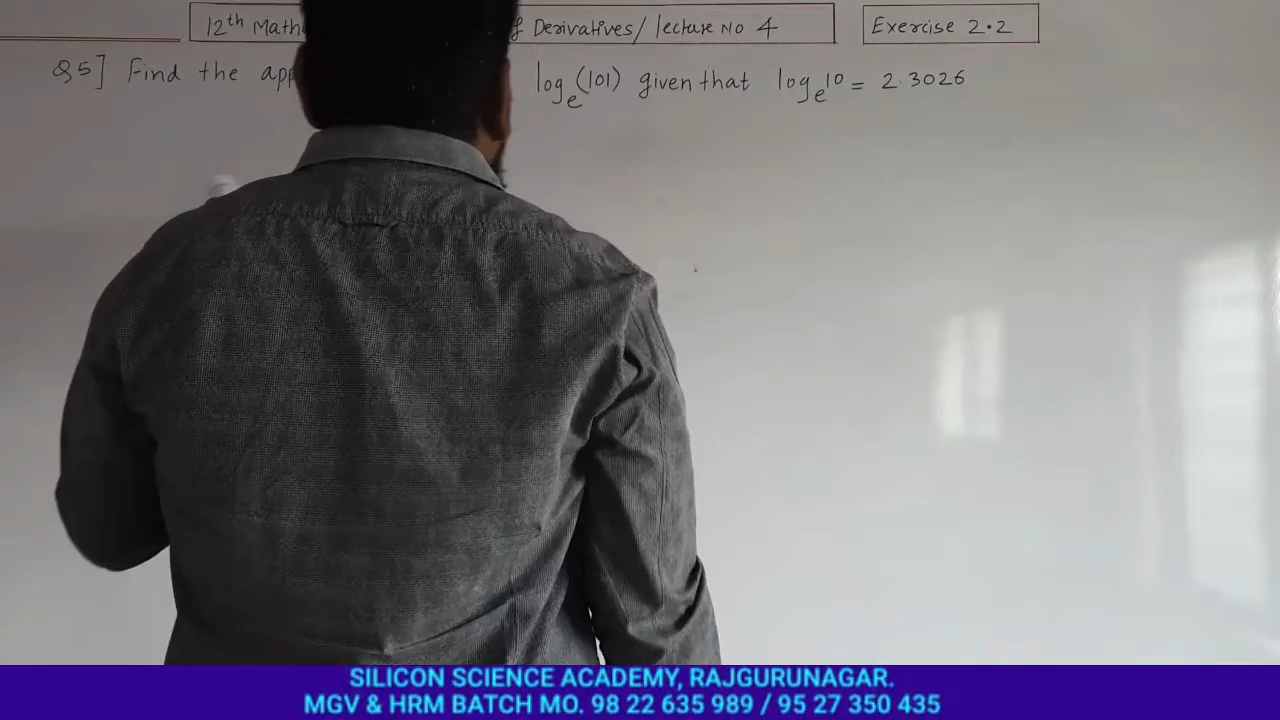 12th Math Derivatives/ lecture No 4 Exercise 2.2
Q5] Find the app log e (101) given that log e 10 = 2.3026
SILICON SCIENCE ACADEMY, RAJGURUNAGAR.
MGV & HRM BATCH MO. 98 22 635 989 / 95 27 350 435